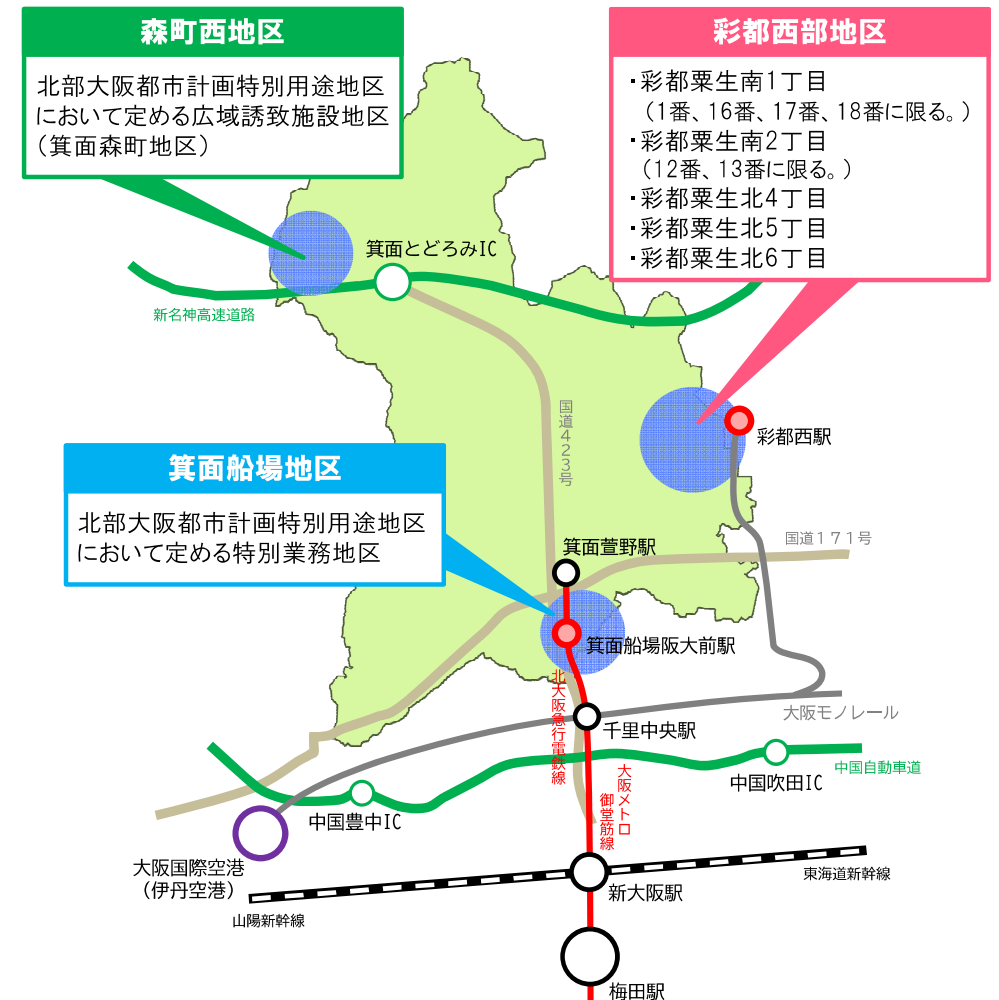 森町西地区
北部大阪都市計画特別用途地区
において定める広域誘致施設地区
（箕面森町地区）
彩都西部地区
・彩都粟生南1丁目
（1番、16番、17番、18番に限る。）
・彩都粟生南2丁目
（12番、13番に限る。）
・彩都粟生北4丁目
・彩都粟生北5丁目
・彩都粟生北6丁目
箕面とどろみIC
新名神高速道路
国道423号
彩都西駅
箕面船場地区
北部大阪都市計画特別用途地区
において定める特別業務地区
国道171号
箕面萱野駅
箕面船場阪大前駅
北大阪急行電鉄線
大阪モノレール
千里中央駅
中国自動車道
中国吹田IC
大阪メトロ
御堂筋線
中国豊中IC
大阪国際空港
（伊丹空港）
東海道新幹線
新大阪駅
山陽新幹線
梅田駅